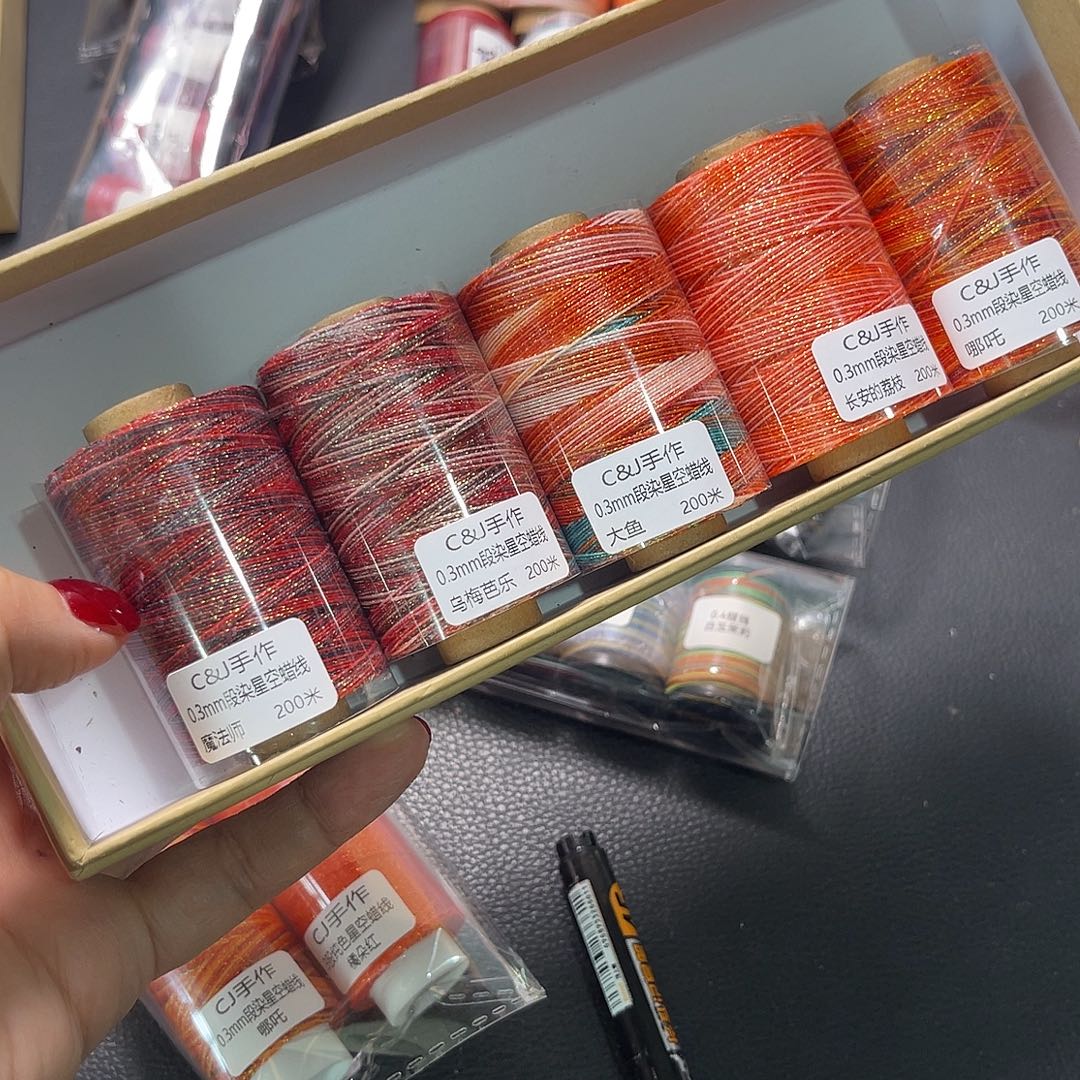 C&J手作
0.3mm段染星空蜡线
魔法师 200米
C&J手作
0.3mm段染星空蜡线
乌梅芭乐 200米
C&J手作
0.3mm段染星空蜡线
大鱼 200米
C&J手作
0.3mm段染星空蜡线
长安的荔枝 200米
C&J手作
0.3mm段染星空蜡线
哪吒 200米
CJ手作
纯色星空蜡线
CJ手作
0.3mm段染星空蜡线
哪吒